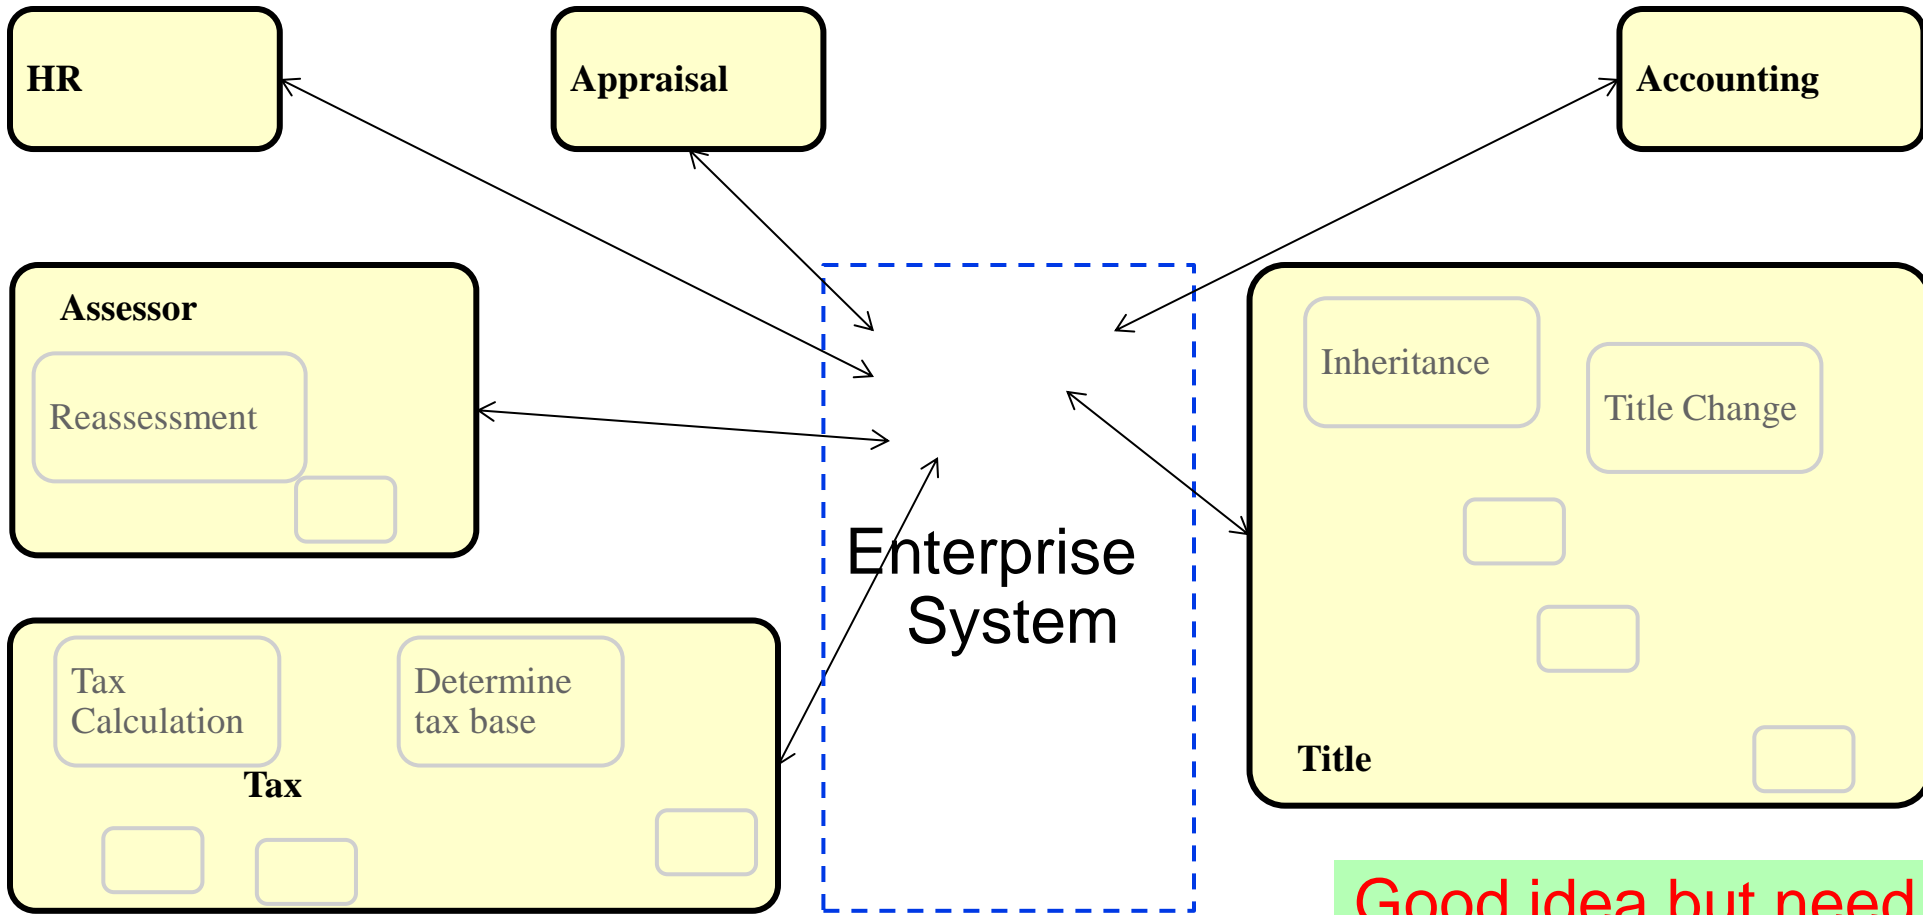 HR
Appraisal
Accounting
Assessor
Reassessment
Inheritance
Title Change
Enterprise
System
Tax
Calculation
Determine
tax base
Tax
Title
Good idea but need